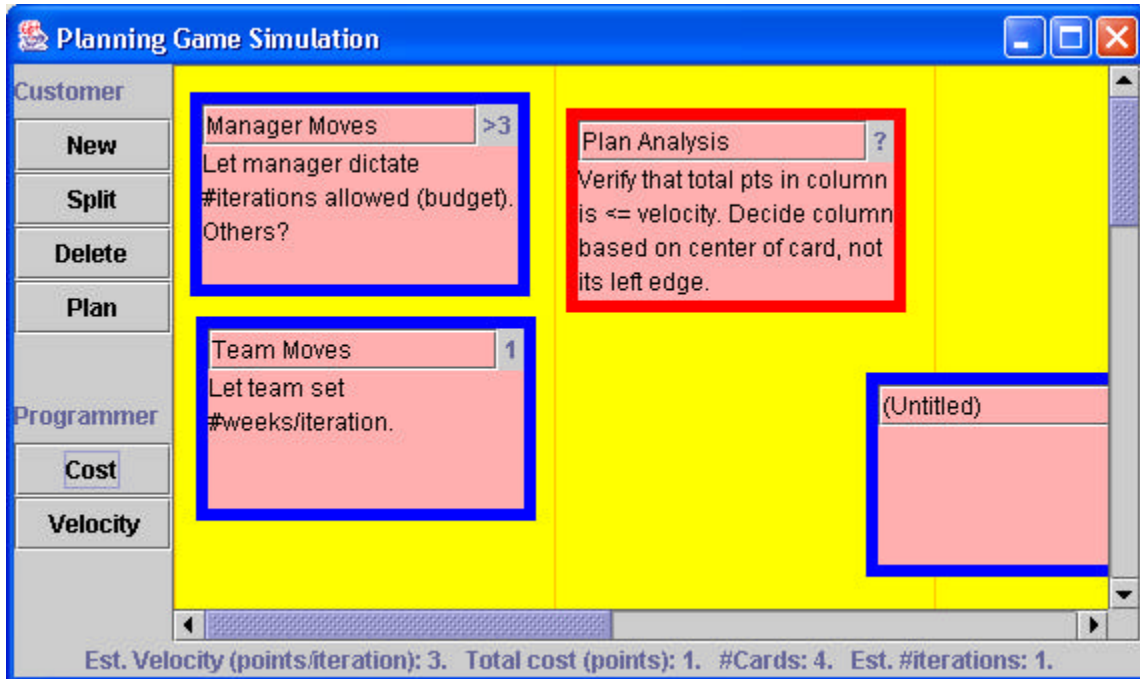 Planning Game Simulation
Customer
New
Split
Delete
Plan
Programmer
Cost
Velocity
Manager Moves >3
Let manager dictate
#iterations allowed (budget).
Others?
Team Moves 1
Let team set
#weeks/iteration.
Plan Analysis ?
Verify that total pts in column
is <= velocity. Decide column
based on center of card, not
its left edge.
(Untitled)
Est. Velocity (points/iteration): 3. Total cost (points): 1. #Cards: 4. Est. #iterations: 1.